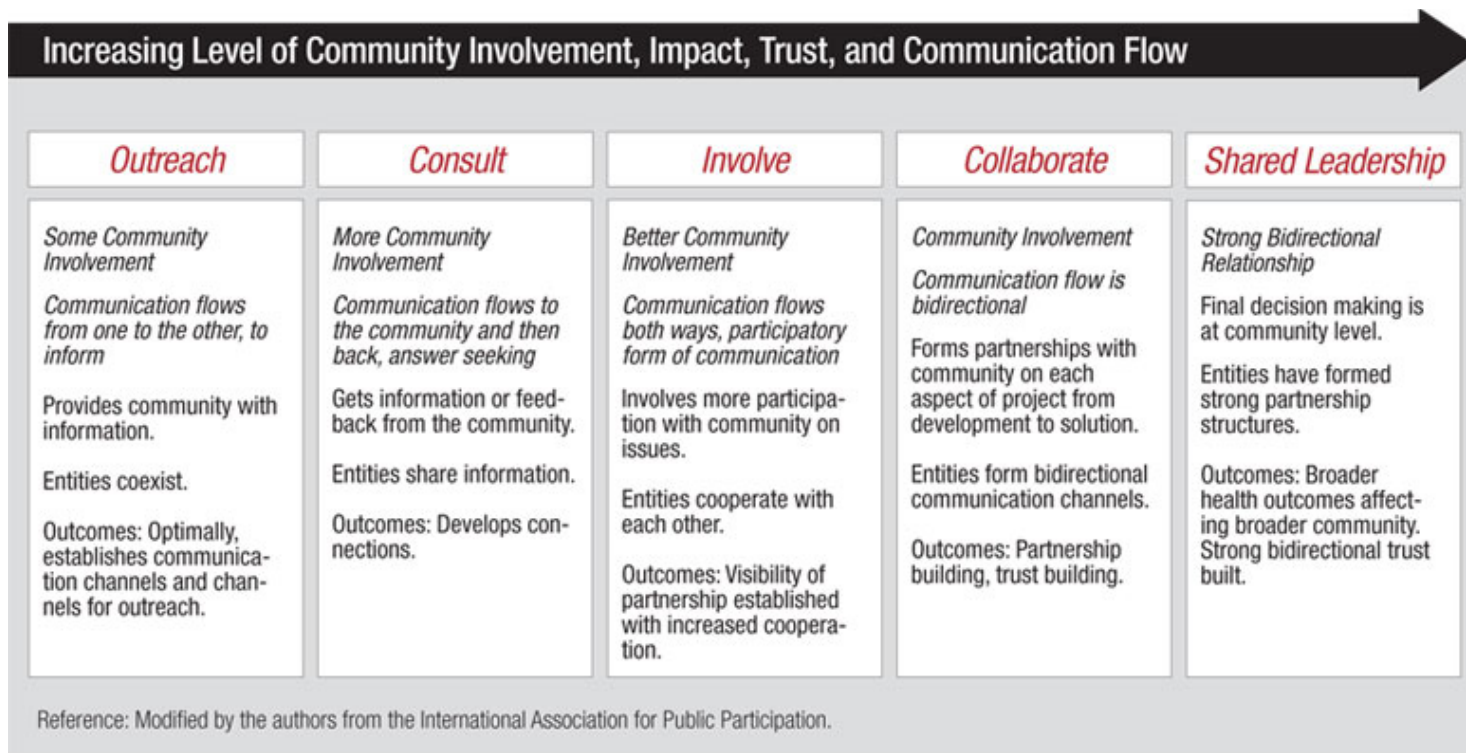 Increasing Level of Community Involvement, Impact, Trust, and Communication Flow
Outreach
Some Community
Involvement
Communication flows
from one to the other, to
inform
Provides community with
information.
Entities coexist.
Outcomes: Optimally,
establishes communica-
tion channels and chan-
nels for outreach.
Consult
More Community
Involvement
Communication flows to
the community and then
back, answer seeking
Gets information or feed-
back from the community.
Entities share information.
Outcomes: Develops con-
nections.
Involve
Better Community
Involvement
Communication flows
both ways, participatory
form of communication
Involves more participa-
tion with community on
issues.
Entities cooperate with
each other.
Outcomes: Visibility of
partnership established
with increased coopera-
tion.
Collaborate
Community Involvement
Communication flow is
bidirectional
Forms partnerships with
community on each
aspect of project from
development to solution.
Entities form bidirectional
communication channels.
Outcomes: Partnership
building, trust building.
Shared Leadership
Strong Bidirectional
Relationship
Final decision making is
at community level.
Entities have formed
strong partnership
structures.
Outcomes: Broader
health outcomes affect-
ing broader community.
Strong bidirectional trust
built.
Reference: Modified by the authors from the International Association for Public Participation.